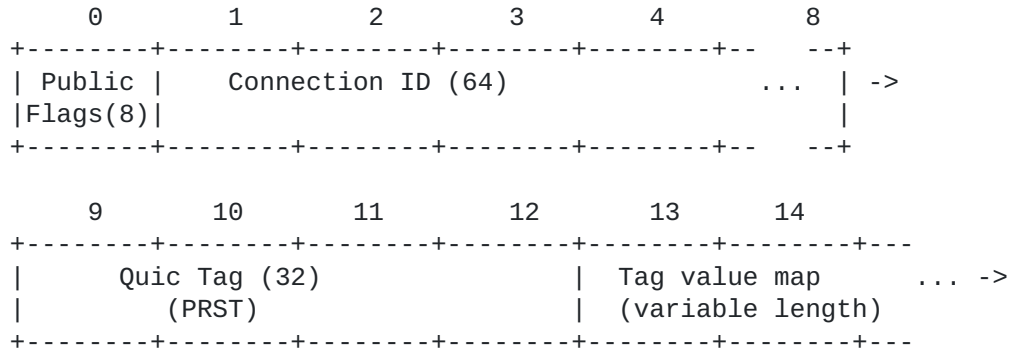 0        1        2        3        4        8
+--------+--------+--------+--------+--------+--   --+
| Public |    Connection ID (64)                ...  | ->
|Flags(8)|                                           |
+--------+--------+--------+--------+--------+--   --+
     9       10       11        12       13     14
+--------+--------+--------+--------+--------+--------+---
|      Quic Tag (32)                |  Tag value map      ... ->
|         (PRST)                    |  (variable length)
+--------+--------+--------+--------+--------+--------+---